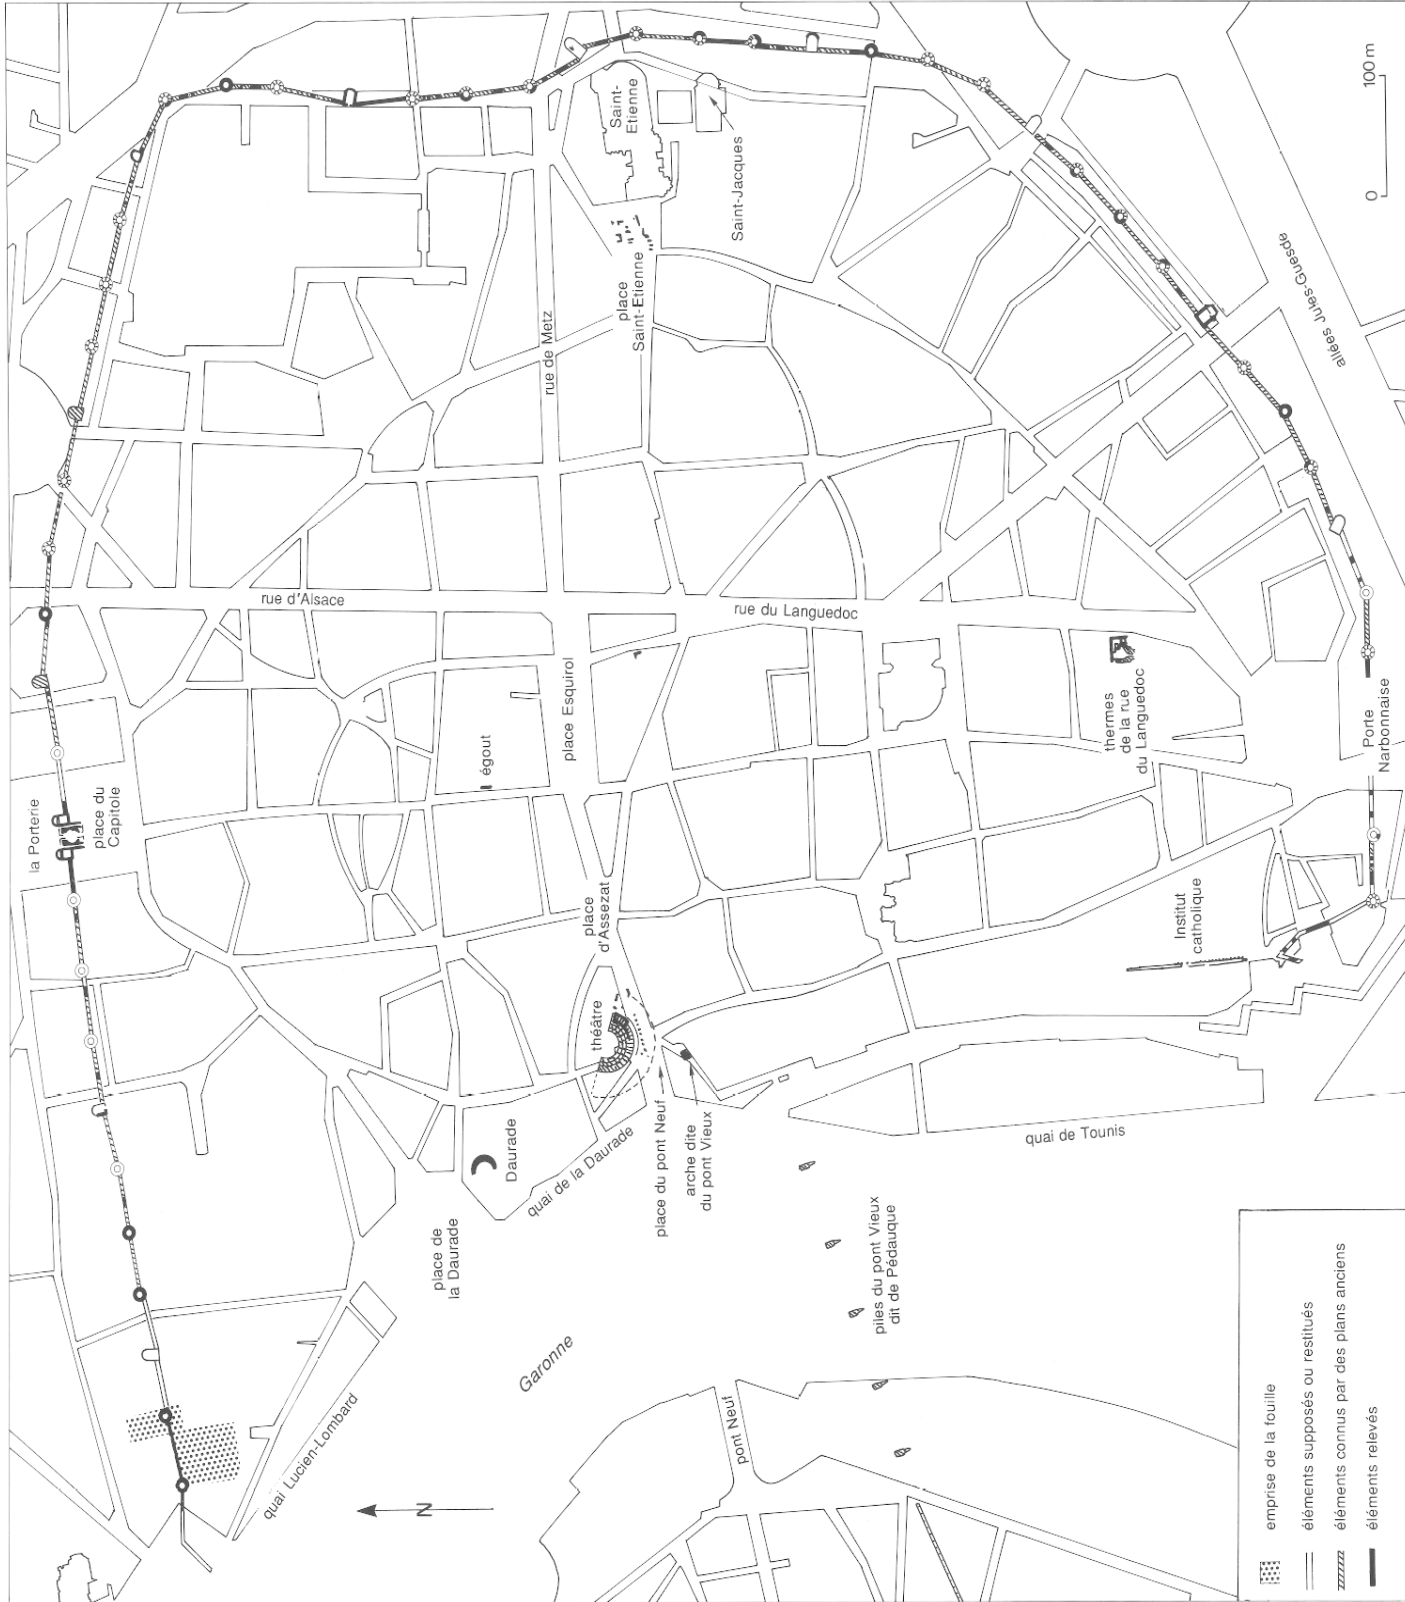 100 m
0
Saint-
Etienne
Saint-Jacques
place
Saint-Etienne
allées Jules-Guesde
rue de Metz
rue d'Alsace
rue du Languedoc
place Esquirol
égout
thermes
de la rue
du Languedoc
Porte
Narbonnaise
la Porterie
place du
Capitole
place
d'Assezat
Institut
catholique
théâtre
Daurade
quai de la Daurade
place du pont Neuf
arche dite
du pont Vieux
quai de Tounis
place de
la Daurade
piles du pont Vieux
dit de Pédauque
Garonne
pont Neuf
quai Lucien-Lombard
N
emprise de la fouille
éléments supposés ou restitués
éléments connus par des plans anciens
éléments relevés